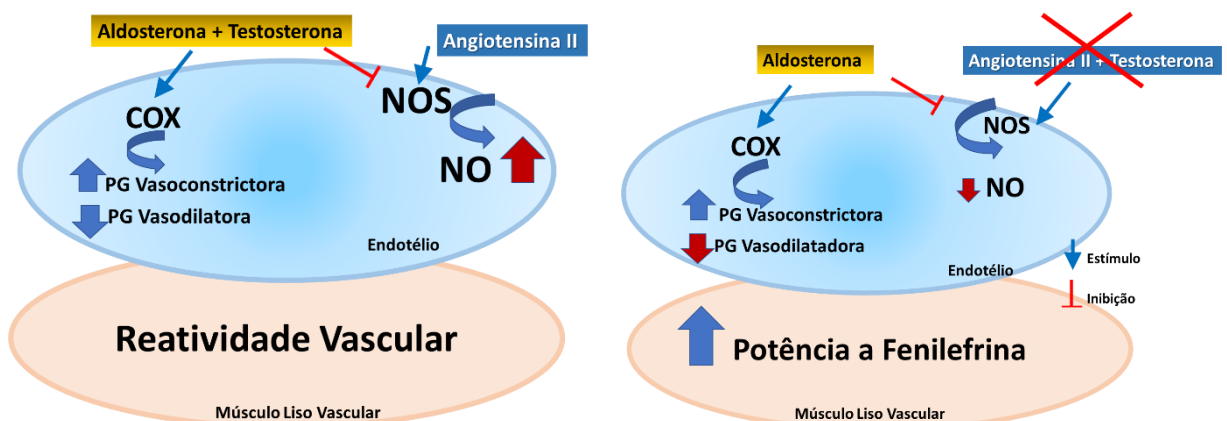 Aldosterona + Testosterona
Angiotensina II
COX
NOS
NO
PG Vasoconstrictora
PG Vasodilatora
Endotélio
Reatividade Vascular
Músculo Liso Vascular
Aldosterona
Angiotensina II + Testosterona
COX
NOS
NO
PG Vasoconstrictora
PG Vasodilatadora
Endotélio
Estímulo
Inibição
Potência a Fenilefrina
Músculo Liso Vascular